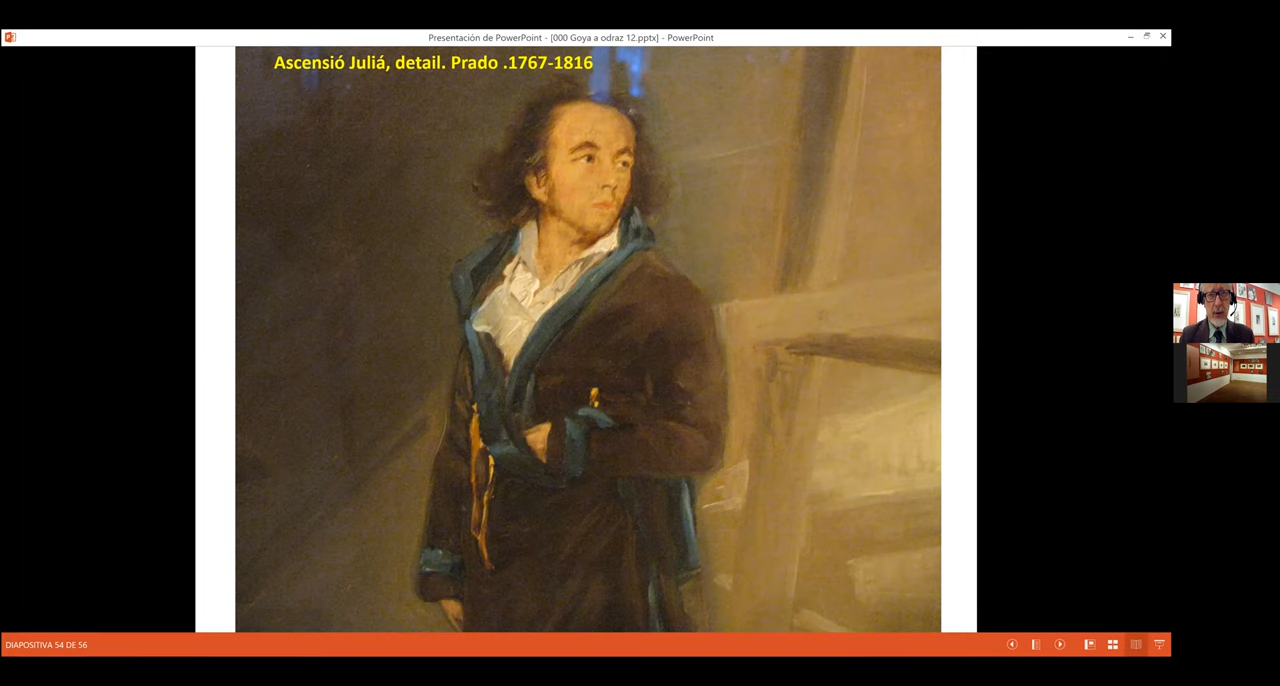 Presentación de PowerPoint - [000 Goya a odraz 12.pptx] - PowerPoint
Ascensió Juliá, detail. Prado .1767-1816
DIAPOSITIVA 54 DE 56